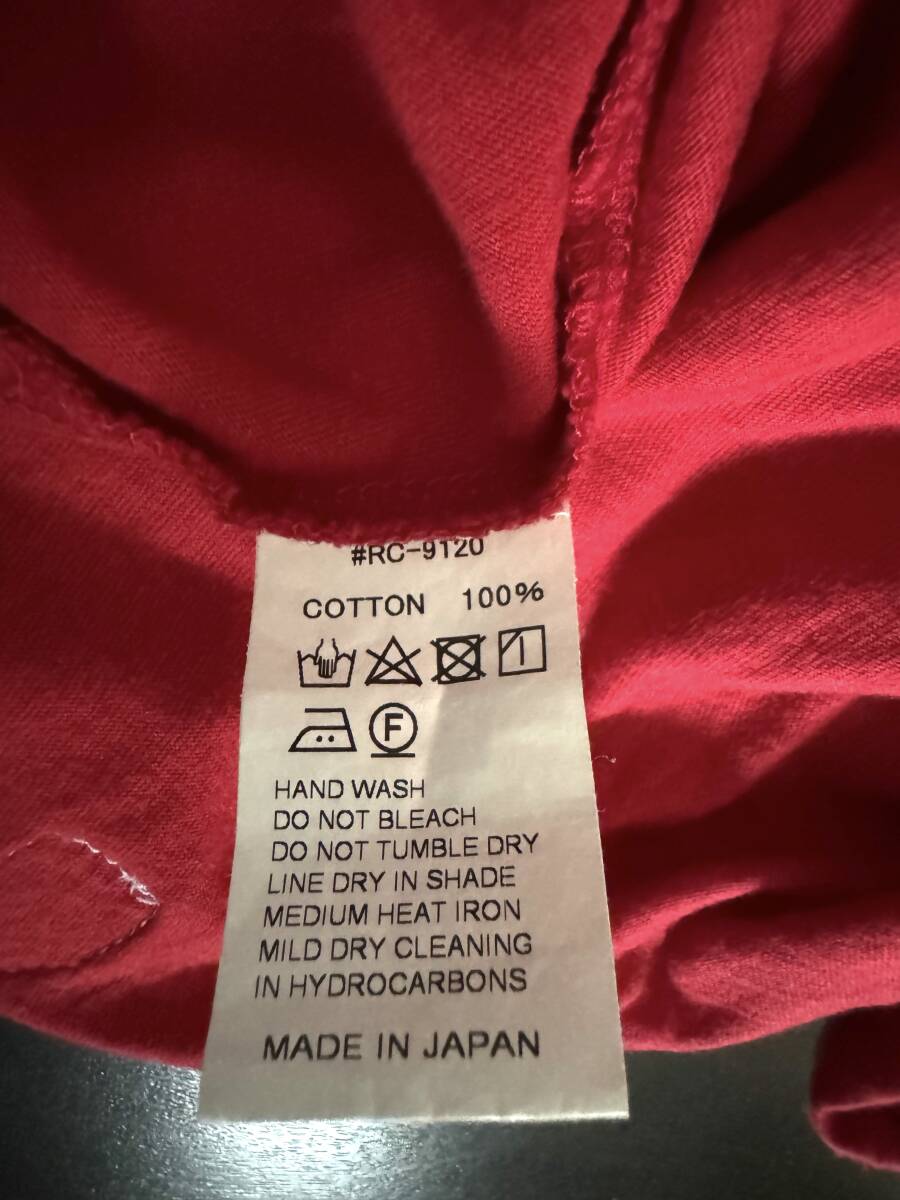 #RC-9120
COTTON 100%
F
HAND WASH
DO NOT BLEACH
DO NOT TUMBLE DRY
LINE DRY IN SHADE
MEDIUM HEAT IRON
MILD DRY CLEANING
IN HYDROCARBONS
MADE IN JAPAN